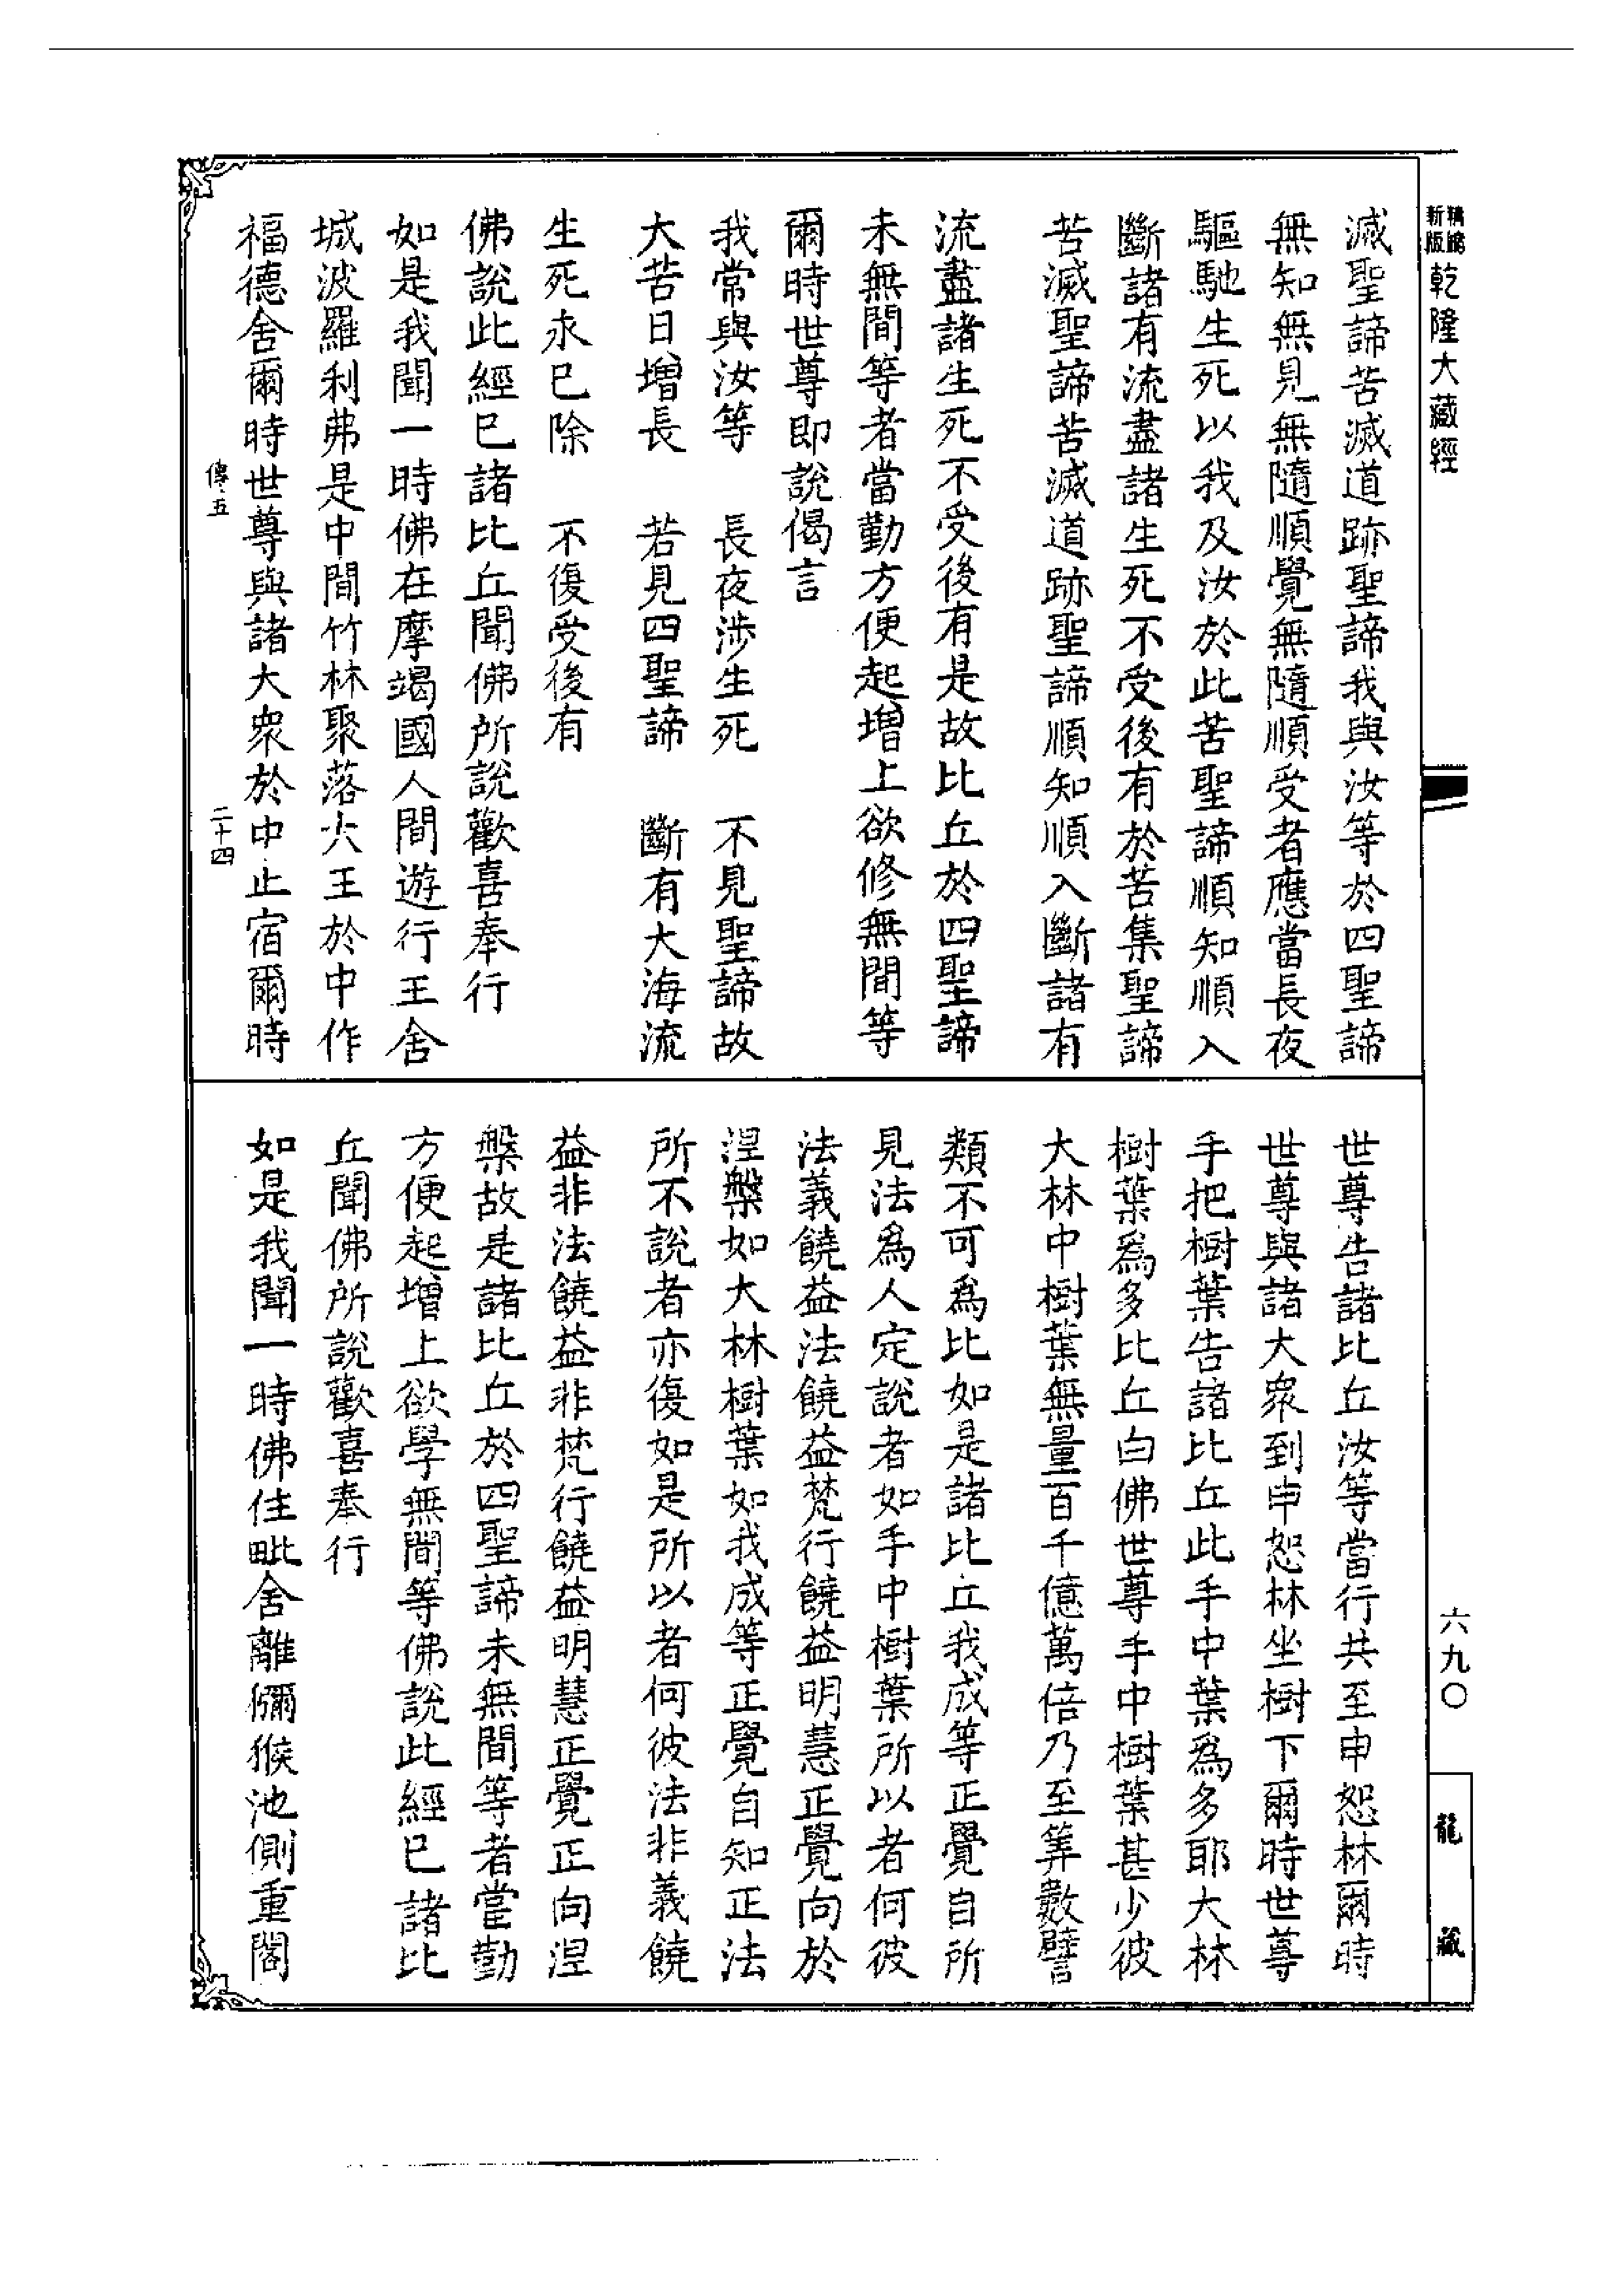 精縮新版乾隆大藏經
滅聖諦苦滅道跡聖諦我與汝等於四聖諦
無知無見無隨順覺無隨順受者應當長夜
驅馳生死以我及汝於此苦聖諦順知順入
斷諸有流盡諸生死不受後有於苦集聖諦
苦滅聖諦苦滅道跡聖諦順知順入斷諸有
流盡諸生死不受後有是故比丘於四聖諦
未無間等者當勤方便起增上欲修無間等
爾時世尊即說偈言
我常與汝等　長夜涉生死　不見聖諦故
大苦日增長　若見四聖諦　斷有大海流
生死永已除　不復受後有
佛說此經已諸比丘聞佛所說歡喜奉行
如是我聞一時佛在摩竭國人間遊行王舍
城波羅利弗是中間竹林聚落大王於中作
福德舍爾時世尊與諸大衆於中止宿爾時
傳五
二十四
世尊告諸比丘汝等當行共至申恕林爾時
世尊與諸大衆到申恕林坐樹下爾時世尊
手把樹葉告諸比丘此手中葉爲多耶大林
樹葉爲多比丘白佛世尊手中樹葉甚少彼
大林中樹葉無量百千億萬倍乃至筭數譬
類不可爲比如是諸比丘我成等正覺自所
見法爲人定說者如手中樹葉所以者何彼
法義饒益法饒益梵行饒益明慧正覺向於
涅槃如大林樹葉如我成等正覺自知正法
所不說者亦復如是所以者何彼法非義饒
益非法饒益非梵行饒益明慧正覺正向涅
槃故是諸比丘於四聖諦未無間等者當勤
方便起增上欲學無間等佛說此經已諸比
丘聞佛所說歡喜奉行
如是我聞一時佛住毗舍離獼猴池側重閣
六九〇
龍藏